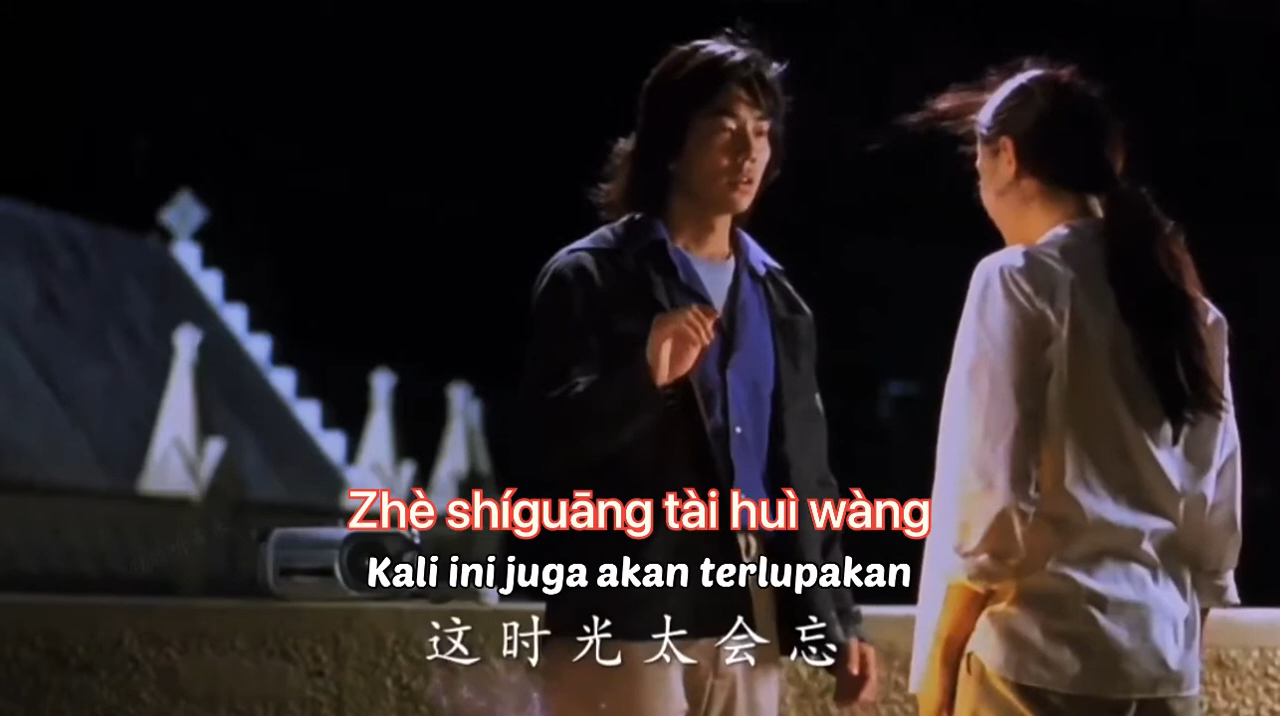 Zhè shíguāng tài huì wàng
Kali ini juga akan terlupakan
这时光太会忘